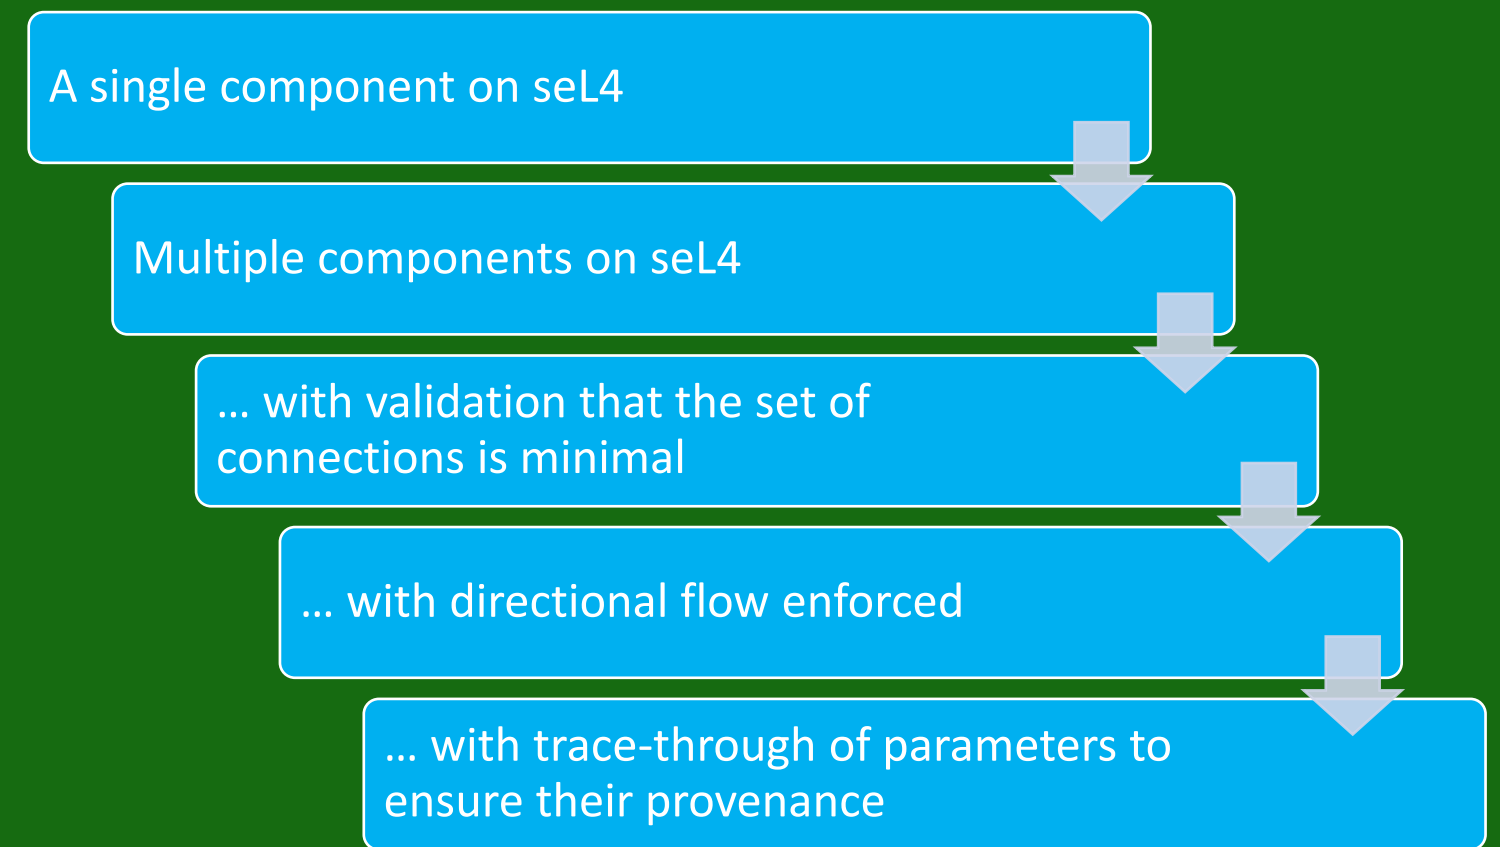 A single component on seL4
Multiple components on seL4
... with validation that the set of
connections is minimal
... with directional flow enforced
... with trace-through of parameters to
ensure their provenance